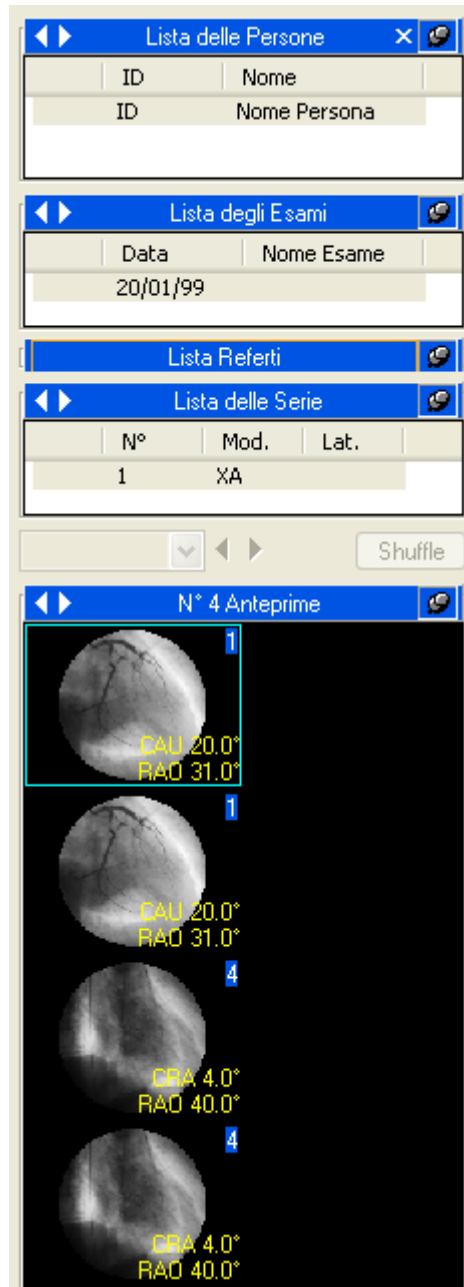 Lista delle Persone
ID Nome
ID Nome Persona
Lista degli Esami
Data Nome Esame
20/01/99
Lista Referti
Lista delle Serie
N° Mod. Lat.
1 XA
Shuffle
N° 4 Anteprime
1
CAU 20.0°
RAO 31.0°
1
CAU 20.0°
RAO 31.0°
4
CRA 4.0°
RAO 40.0°
4
CRA 4.0°
RAO 40.0°